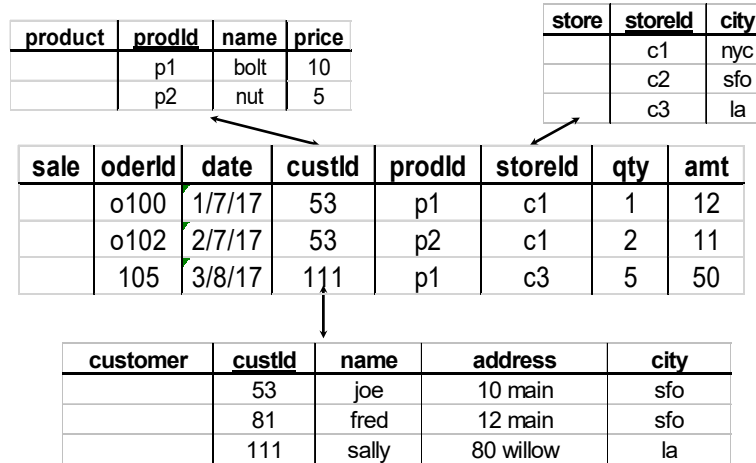 product prodId name price
p1 bolt 10
p2 nut 5
store storeId city
c1 nyc
c2 sfo
c3 la
sale oderId date custId prodId storeId qty amt
o100 1/7/17 53 p1 c1 1 12
o102 2/7/17 53 p2 c1 2 11
105 3/8/17 111 p1 c3 5 50
customer custId name address city
53 joe 10 main sfo
81 fred 12 main sfo
111 sally 80 willow la